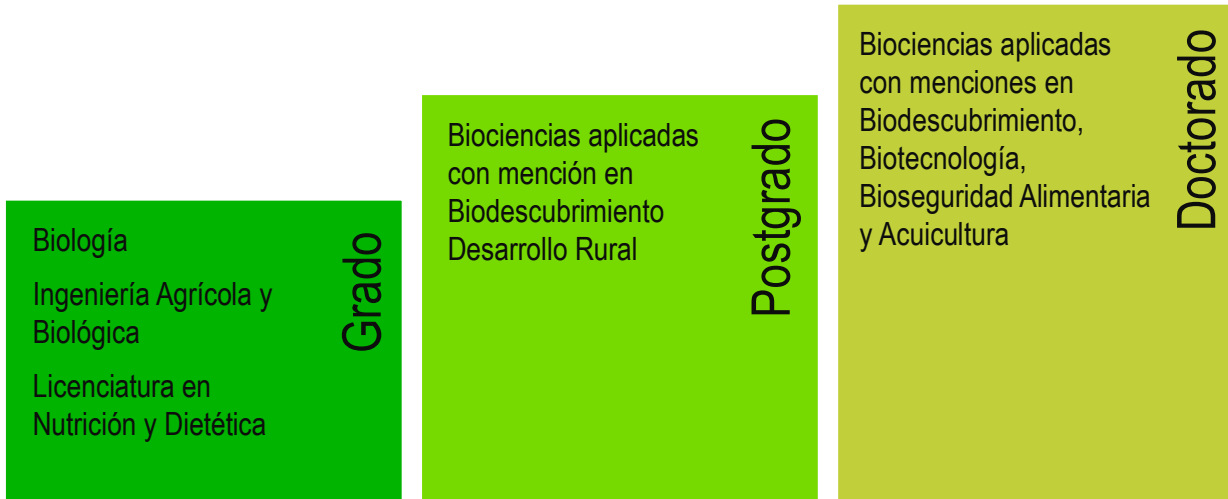 Biología
Ingeniería Agrícola y
Biológica
Licenciatura en
Nutrición y Dietética
Grado
Biociencias aplicadas
con mención en
Biodescubrimiento
Desarrollo Rural
Postgrado
Biociencias aplicadas
con menciones en
Biodescubrimiento,
Biotecnología,
Bioseguridad Alimentaria
y Acuicultura
Doctorado